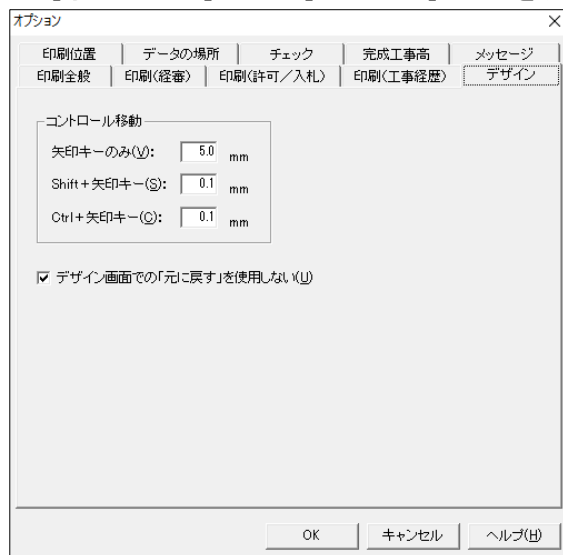 オプション
印刷位置 データの場所 チェック 完成工事高 メッセージ
印刷全般 印刷(経審) 印刷(許可／入札) 印刷(工事経歴) デザイン
コントロール移動
矢印キーのみ(V): 5.0 mm
Shift+矢印キー(S): 0.1 mm
Ctrl+矢印キー(C): 0.1 mm
デザイン画面での「元に戻す」を使用しない(U)
OK キャンセル ヘルプ(H)